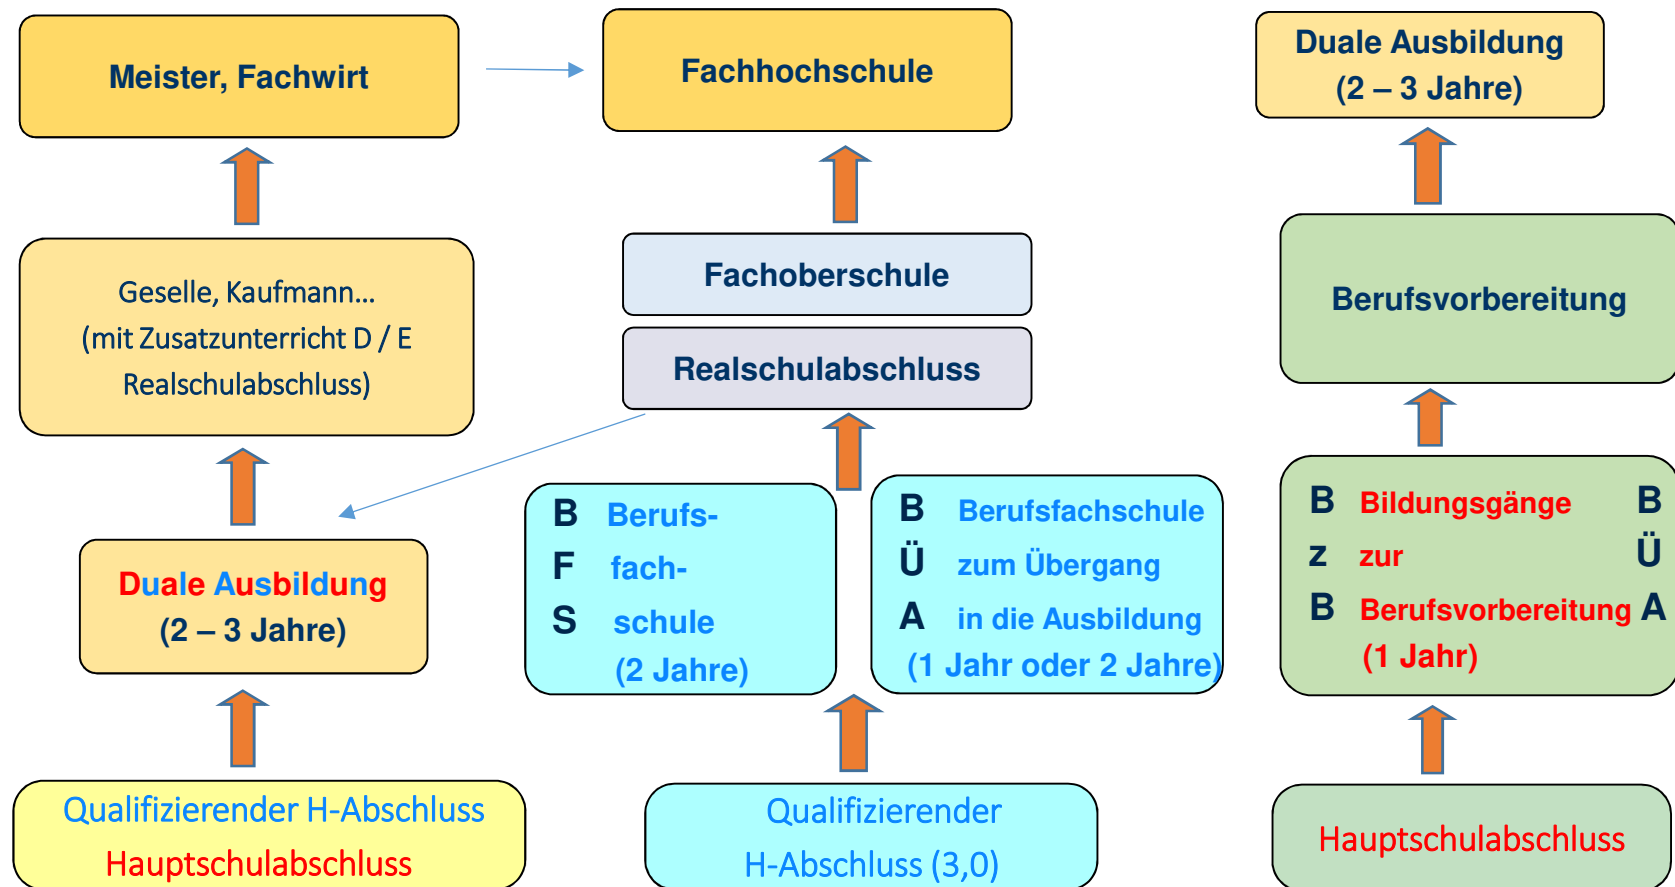 Meister, Fachwirt
Fachhochschule
Duale Ausbildung
(2 – 3 Jahre)
Geselle, Kaufmann...
(mit Zusatzunterricht D / E
Realschulabschluss)
Fachoberschule
Realschulabschluss
Berufsvorbereitung
Duale Ausbildung
(2 – 3 Jahre)
B Berufs-
F fach-
S schule
(2 Jahre)
B Berufsfachschule
Ü zum Übergang
A in die Ausbildung
(1 Jahr oder 2 Jahre)
B Bildungsgänge B
z zur Ü
B Berufsvorbereitung A
(1 Jahr)
Qualifizierender H-Abschluss
Hauptschulabschluss
Qualifizierender
H-Abschluss (3,0)
Hauptschulabschluss